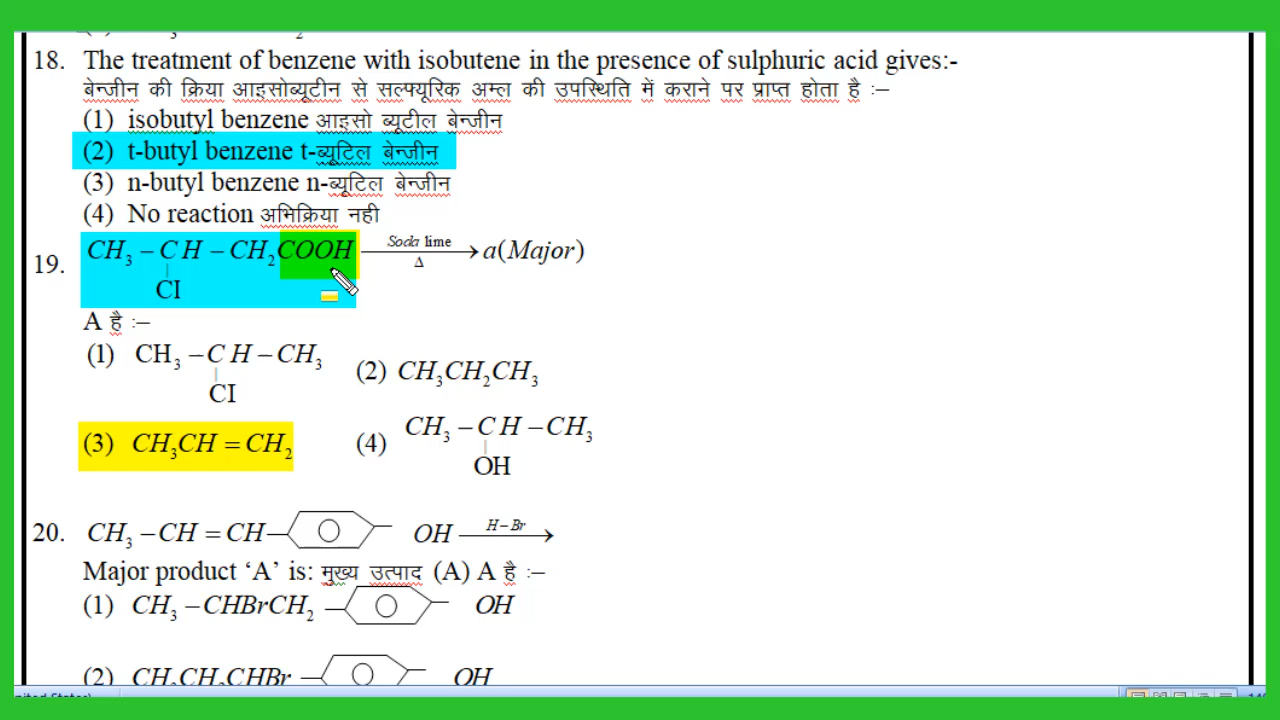 18. The treatment of benzene with isobutene in the presence of sulphuric acid gives:-
बेन्जीन की क्रिया आइसोब्यूटीन से सल्फ्यूरिक अम्ल की उपस्थिति में कराने पर प्राप्त होता है :–
(1) isobutyl benzene आइसो ब्यूटील बेन्जीन
(2) t-butyl benzene t-ब्यूटिल बेन्जीन
(3) n-butyl benzene n-ब्यूटिल बेन्जीन
(4) No reaction अभिक्रिया नही
19. CH₃ – CH – CH₂COOH Soda lime Δ → a(Major)
CI
A है :–
(1) CH₃ – CH – CH₃
CI
(2) CH₃CH₂CH₃
(3) CH₃CH = CH₂
(4) CH₃ – CH – CH₃
OH
20. CH₃ – CH = CH– OH H–Br →
Major product ‘A’ is: मुख्य उत्पाद (A) A है :–
(1) CH₃ – CHBrCH₂ – OH
(2) CH₃CH₂CHBr – OH